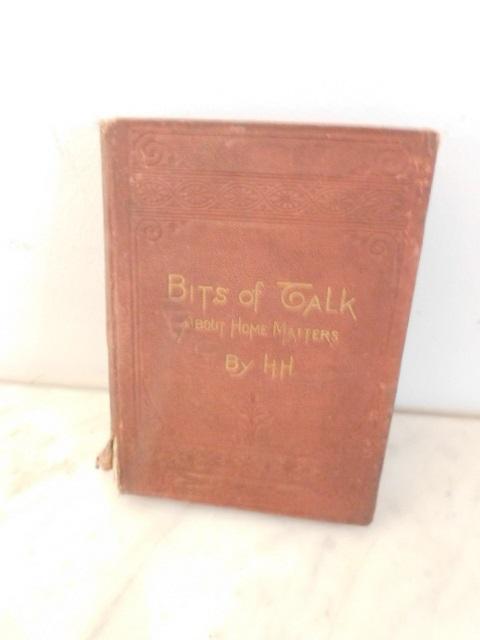 BITS of TALK
ABOUT HOME MATTERS
By H.H